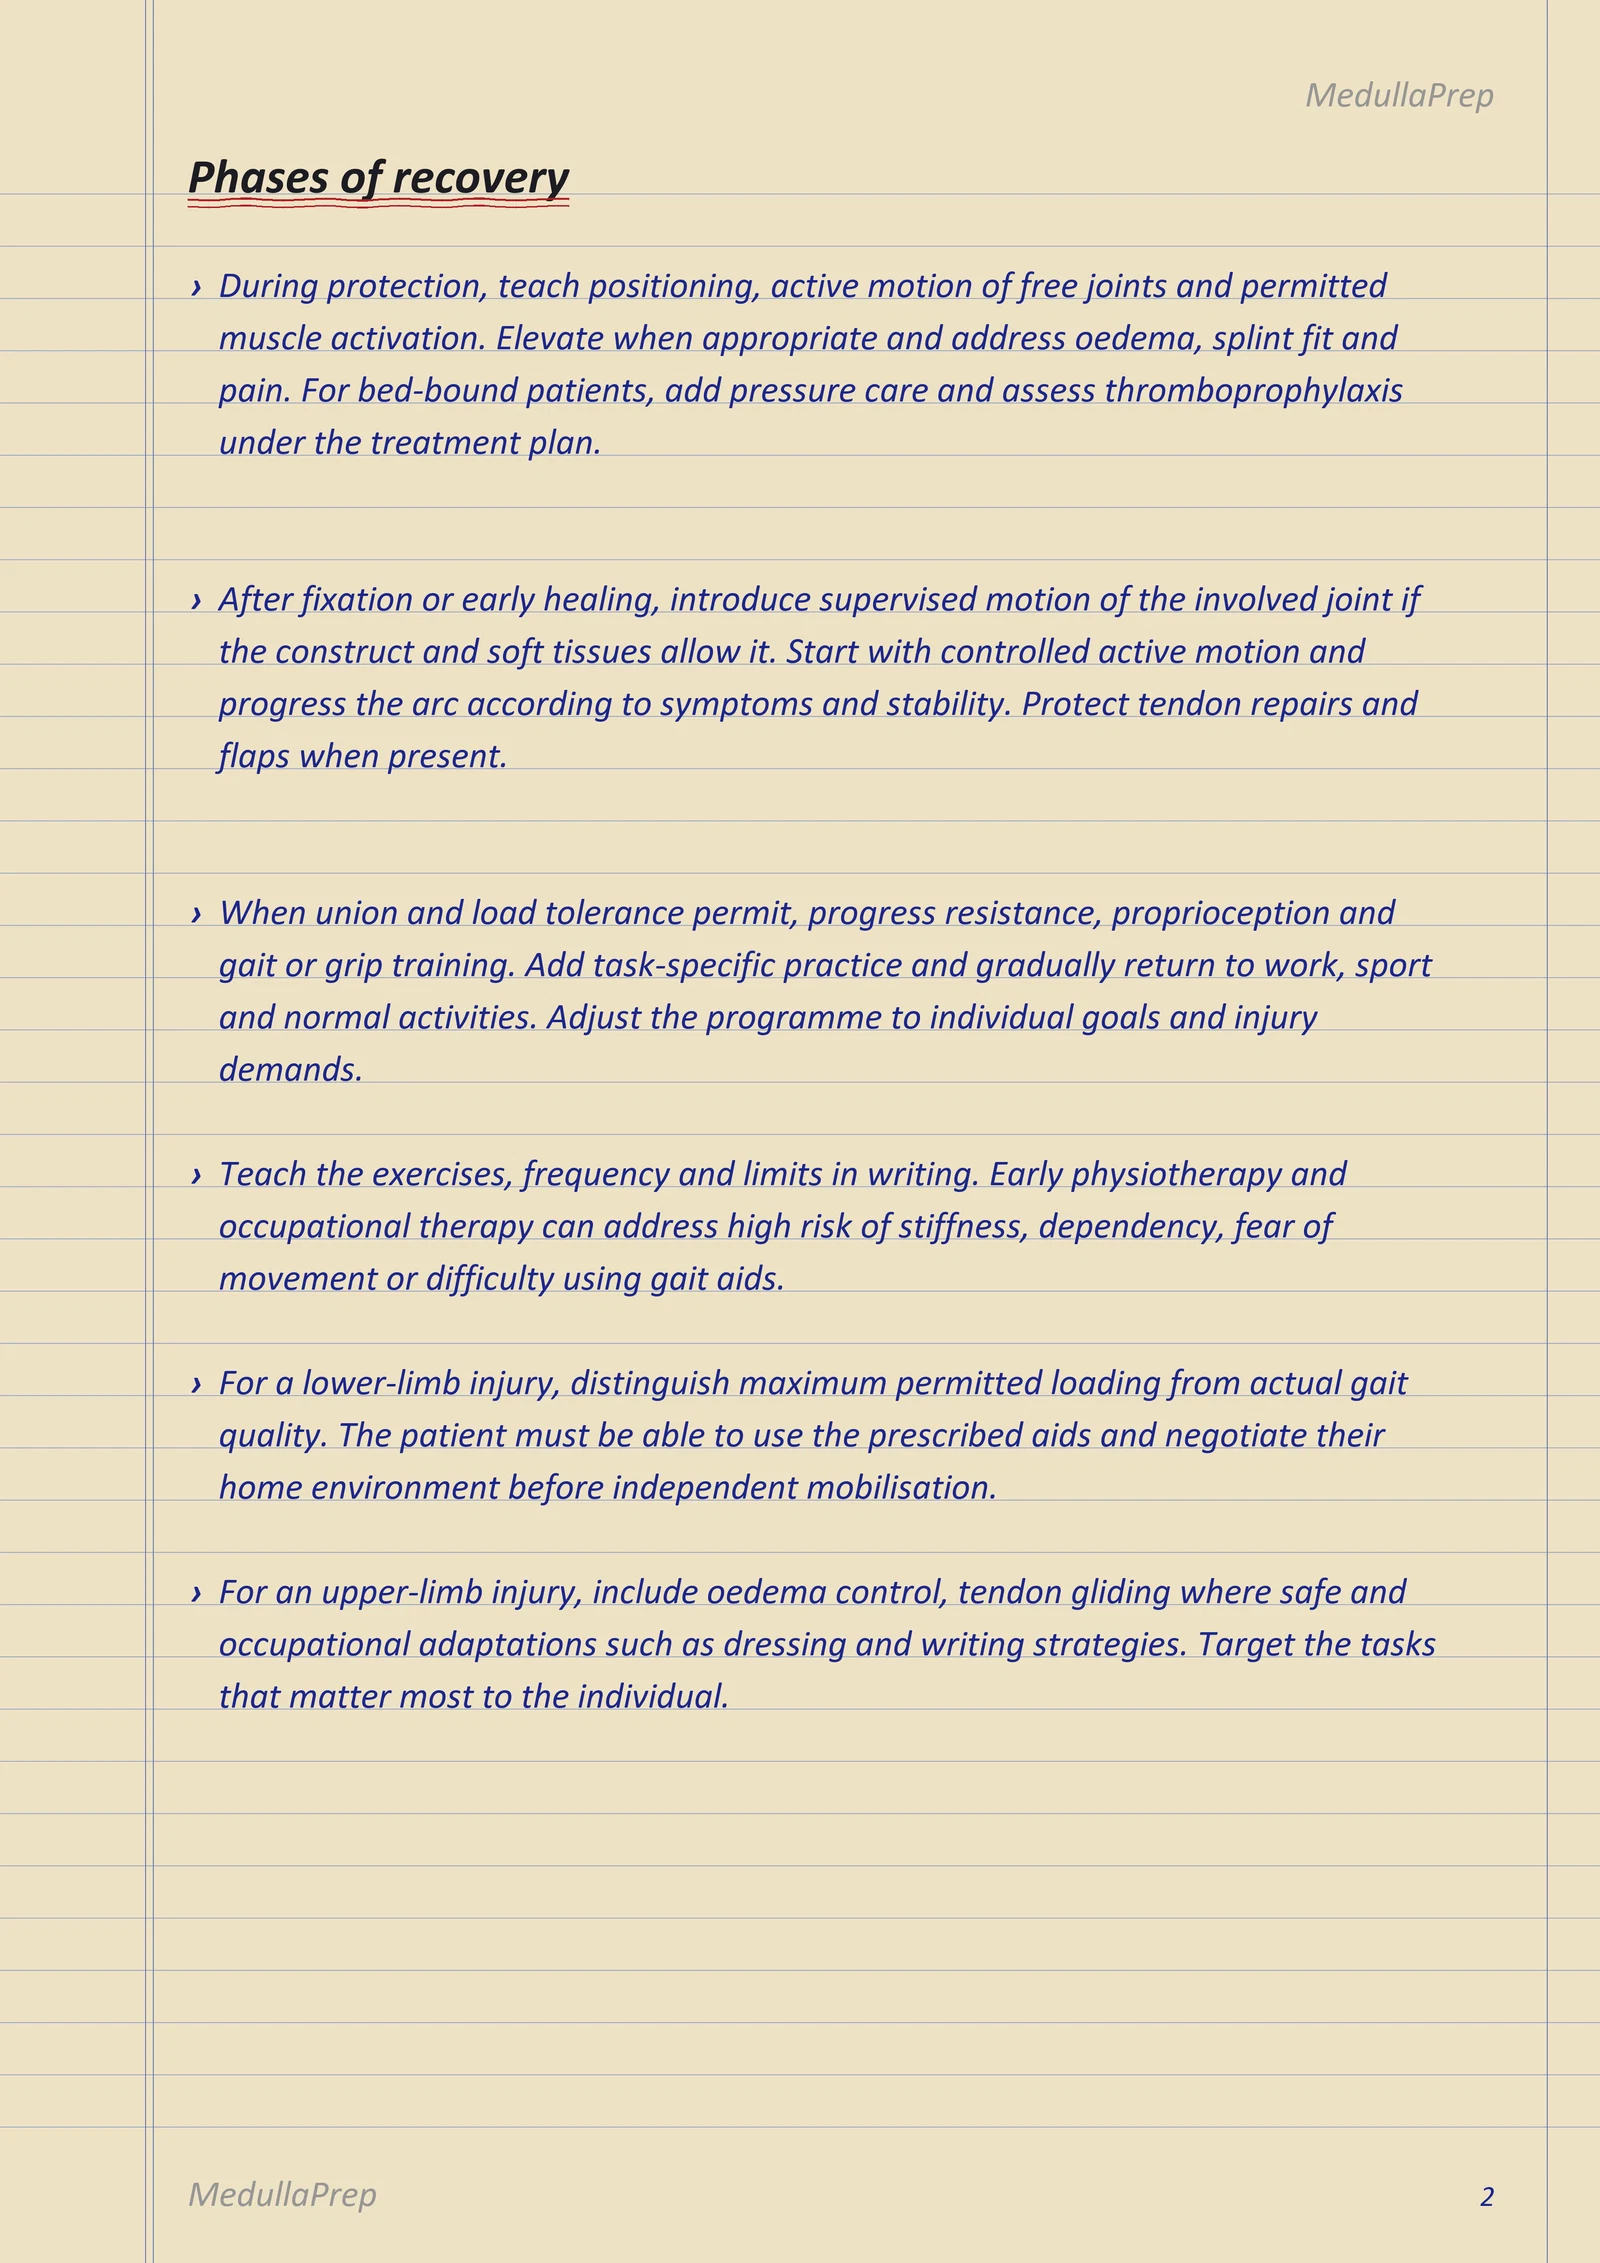 MedullaPrep
Phases of recovery
› During protection, teach positioning, active motion of free joints and permitted
muscle activation. Elevate when appropriate and address oedema, splint fit and
pain. For bed-bound patients, add pressure care and assess thromboprophylaxis
under the treatment plan.
› After fixation or early healing, introduce supervised motion of the involved joint if
the construct and soft tissues allow it. Start with controlled active motion and
progress the arc according to symptoms and stability. Protect tendon repairs and
flaps when present.
› When union and load tolerance permit, progress resistance, proprioception and
gait or grip training. Add task-specific practice and gradually return to work, sport
and normal activities. Adjust the programme to individual goals and injury
demands.
› Teach the exercises, frequency and limits in writing. Early physiotherapy and
occupational therapy can address high risk of stiffness, dependency, fear of
movement or difficulty using gait aids.
› For a lower-limb injury, distinguish maximum permitted loading from actual gait
quality. The patient must be able to use the prescribed aids and negotiate their
home environment before independent mobilisation.
› For an upper-limb injury, include oedema control, tendon gliding where safe and
occupational adaptations such as dressing and writing strategies. Target the tasks
that matter most to the individual.
MedullaPrep
2